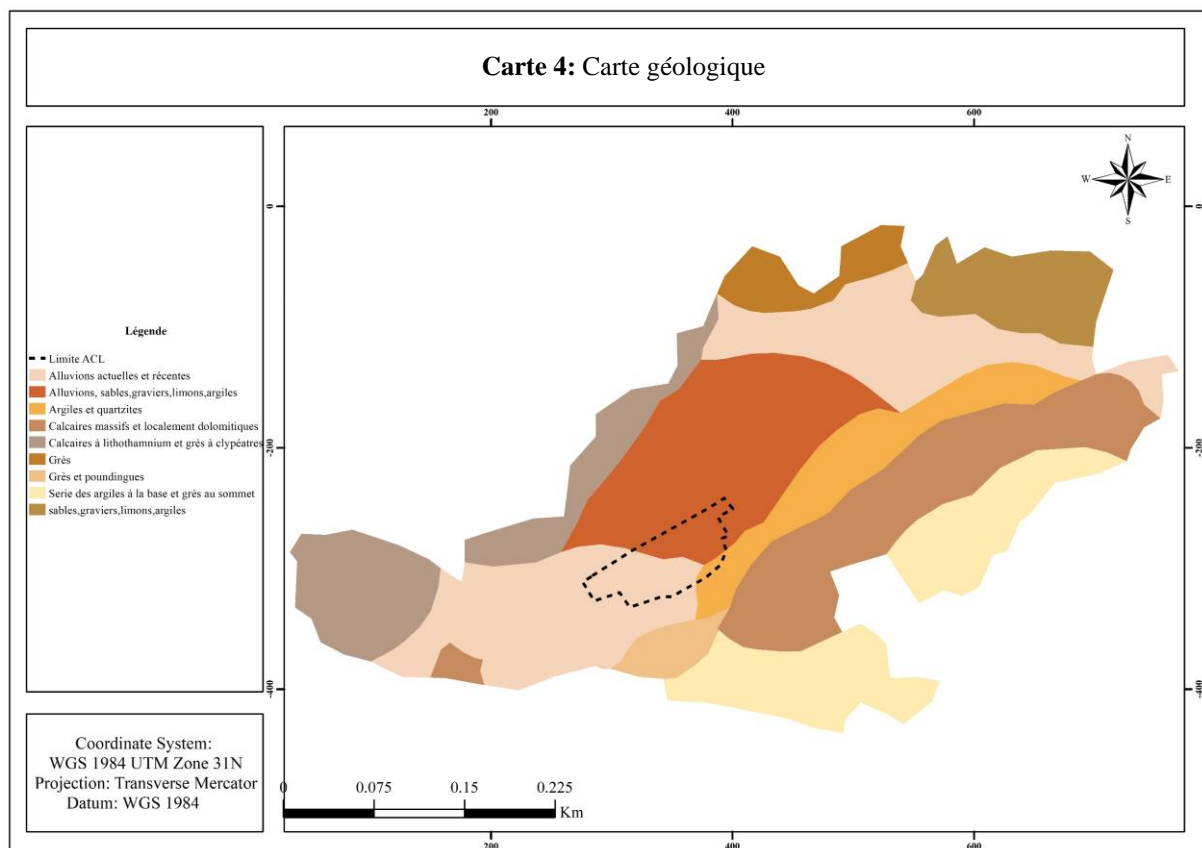 Carte 4: Carte géologique
200 400 600
N
W E
S
0 0
Légende
Limite ACL
Alluvions actuelles et récentes
Alluvions, sables,graviers,limons,argiles
Argiles et quartzites
Calcaires massifs et localement dolomitiques
Calcaires à lithothamnium et grés à clypéatres
Grès
Grès et poundingues
Serie des argiles à la base et grès au sommet
sables,graviers,limons,argiles
-200 -200
-400 -400
Coordinate System:
WGS 1984 UTM Zone 31N
Projection: Transverse Mercator
Datum: WGS 1984
0 0.075 0.15 0.225
Km
200 400 600